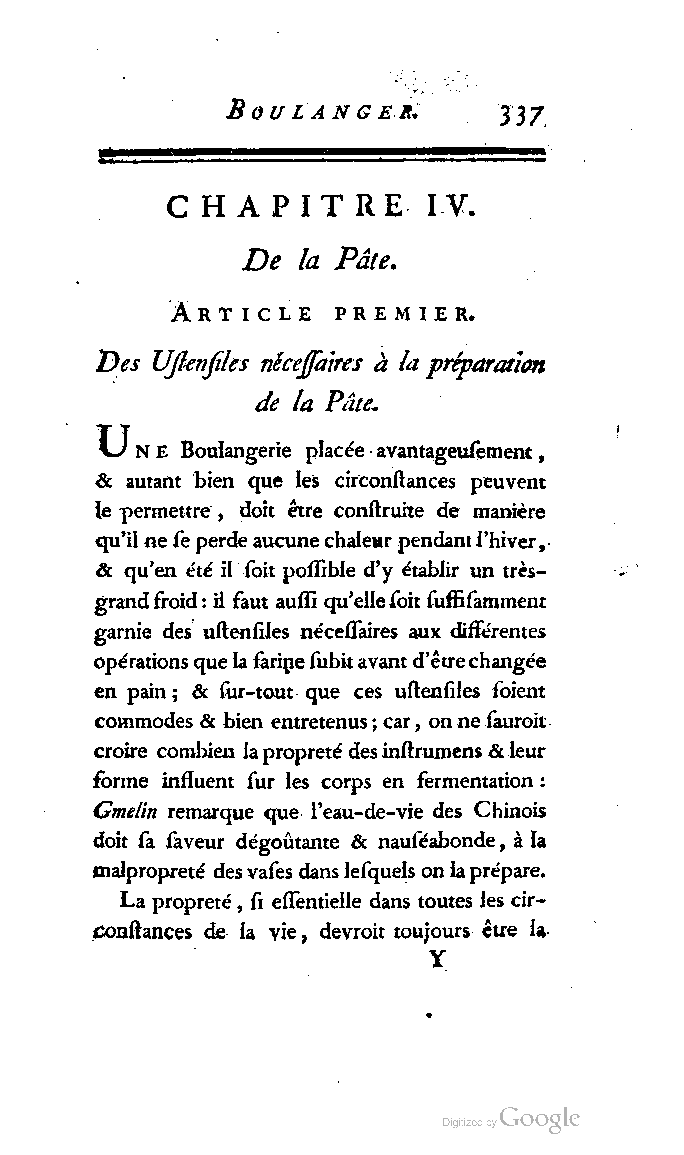 BOULANGER. 337
CHAPITRE IV.
De la Pâte.
ARTICLE PREMIER.
Des Uſtenſiles néceſſaires à la préparation
de la Pâte.
UNE Boulangerie placée avantageuſement,
& autant bien que les circonſtances peuvent
le permettre, doit être conſtruite de manière
qu'il ne ſe perde aucune chaleur pendant l'hiver,
& qu'en été il ſoit poſſible d'y établir un très-
grand froid : il faut auſſi qu'elle ſoit ſuffiſamment
garnie des uſtenſiles néceſſaires aux différentes
opérations que la farine ſubit avant d'être changée
en pain ; & ſur-tout que ces uſtenſiles ſoient
commodes & bien entretenus ; car, on ne ſauroit
croire combien la propreté des inſtrumens & leur
forme influent ſur les corps en fermentation :
Gmelin remarque que l'eau-de-vie des Chinois
doit ſa ſaveur dégoûtante & nauſéabonde, à la
malpropreté des vaſes dans leſquels on la prépare.
La propreté, ſi eſſentielle dans toutes les cir-
conſtances de la vie, devroit toujours être la
Y
Digitized by Google